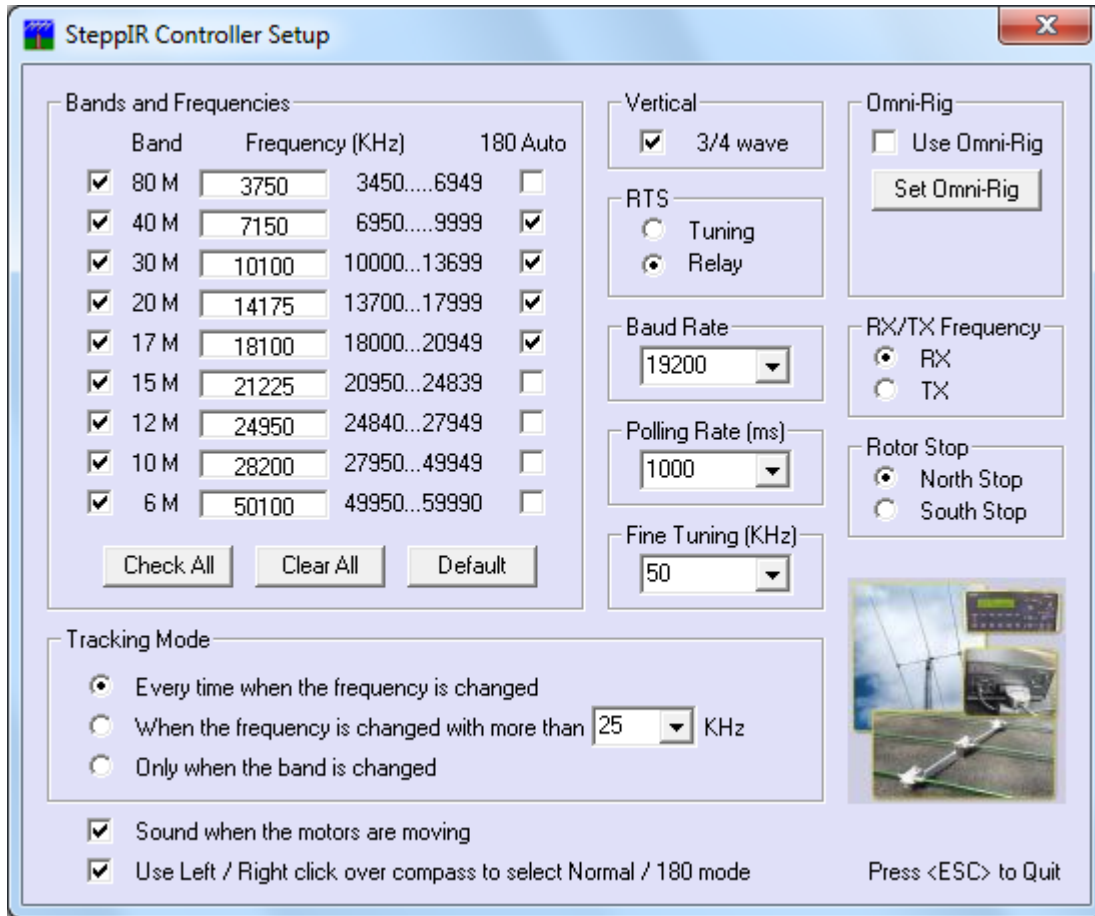 SteppIR Controller Setup
Bands and Frequencies
Band Frequency (KHz) 180 Auto
80 M 3750 3450.....6949
40 M 7150 6950.....9999
30 M 10100 10000...13699
20 M 14175 13700...17999
17 M 18100 18000...20949
15 M 21225 20950...24839
12 M 24950 24840...27949
10 M 28200 27950...49949
6 M 50100 49950...59990
Check All Clear All Default
Vertical
3/4 wave
RTS
Tuning
Relay
Baud Rate
19200
Polling Rate (ms)
1000
Fine Tuning (KHz)
50
Omni-Rig
Use Omni-Rig
Set Omni-Rig
RX/TX Frequency
RX
TX
Rotor Stop
North Stop
South Stop
Tracking Mode
Every time when the frequency is changed
When the frequency is changed with more than 25 KHz
Only when the band is changed
Sound when the motors are moving
Use Left / Right click over compass to select Normal / 180 mode
Press <ESC> to Quit